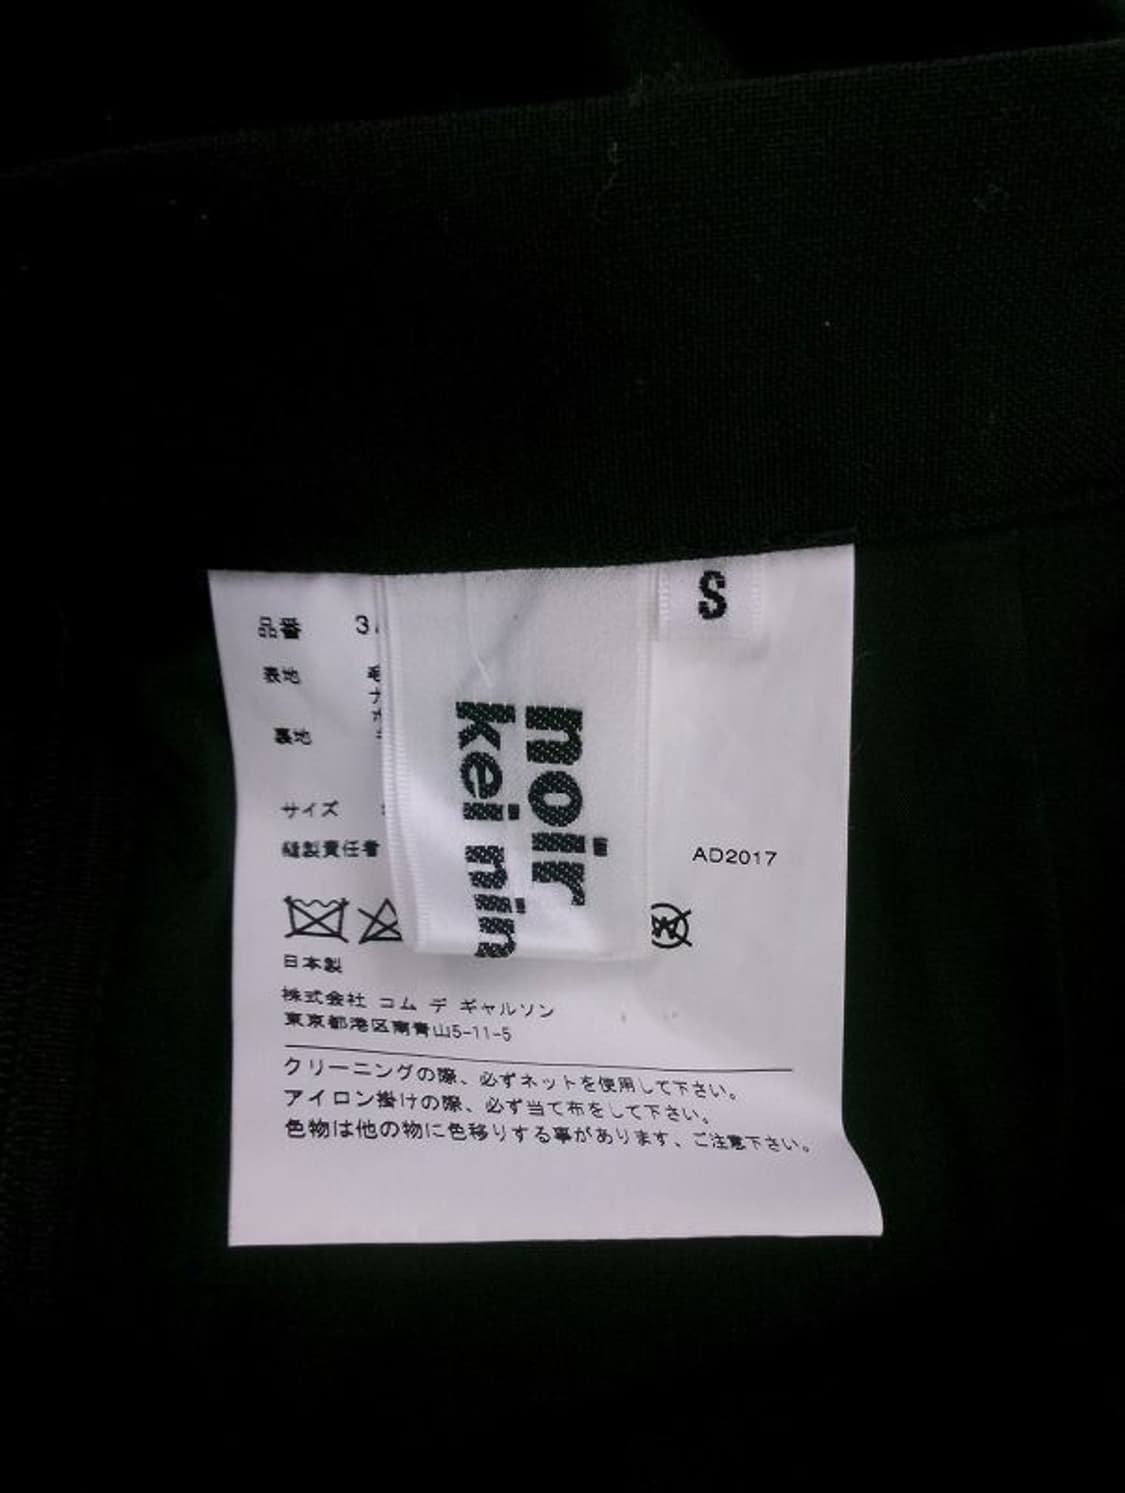 S
品番 3
表地
裏地
サイズ
縫製責任者
noir
kei nin
AD2017
日本製
株式会社 コム デ ギャルソン
東京都港区南青山5-11-5
クリーニングの際、必ずネットを使用して下さい。
アイロン掛けの際、必ず当て布をして下さい。
色物は他の物に色移りする事があります、ご注意下さい。